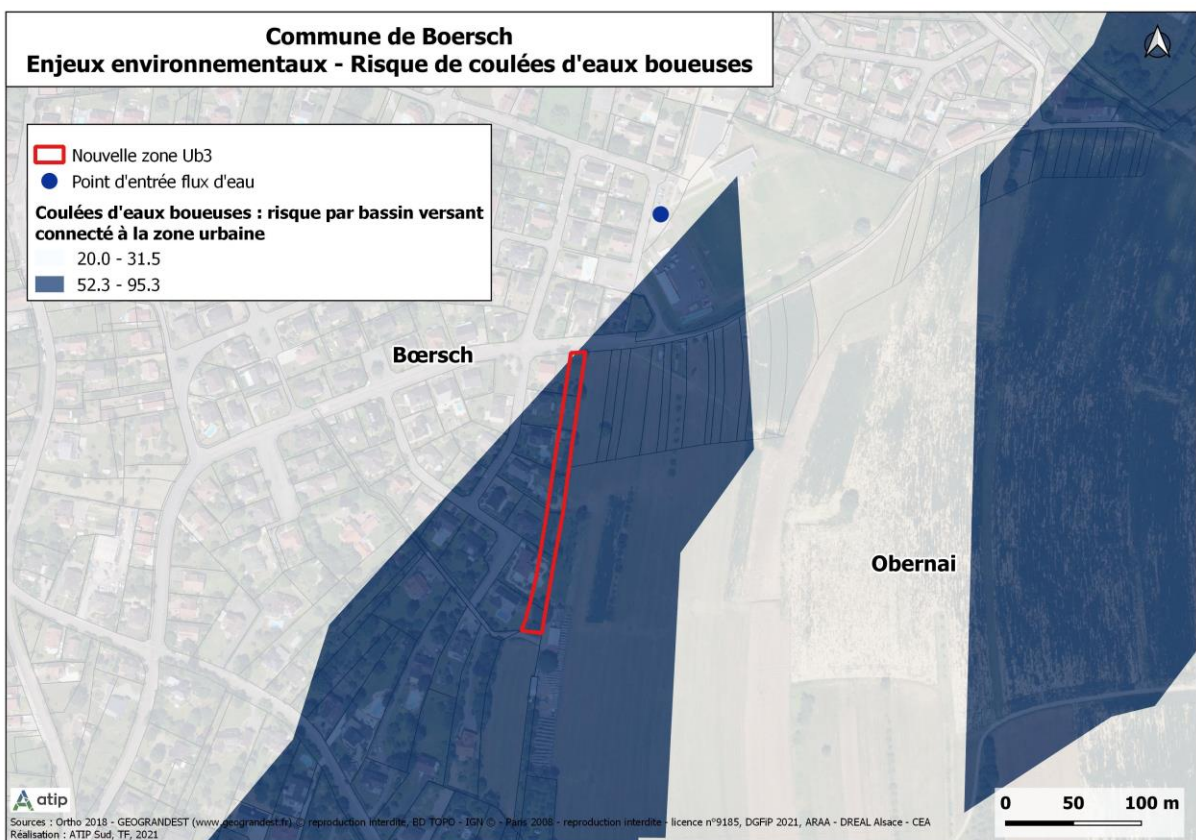 Commune de Boersch
Enjeux environnementaux - Risque de coulées d'eaux boueuses
Nouvelle zone Ub3
Point d'entrée flux d'eau
Coulées d'eaux boueuses : risque par bassin versant
connecté à la zone urbaine
20.0 - 31.5
52.3 - 95.3
Bœrsch
Obernai
0 50 100 m
atip
Sources : Ortho 2018 - GEOGRANDEST (www.geograndest.fr) © reproduction interdite, BD TOPO - IGN © - Paris 2008 - reproduction interdite - licence n°9185, DGFiP 2021, ARAA - DREAL Alsace - CEA
Réalisation : ATIP Sud, TF, 2021